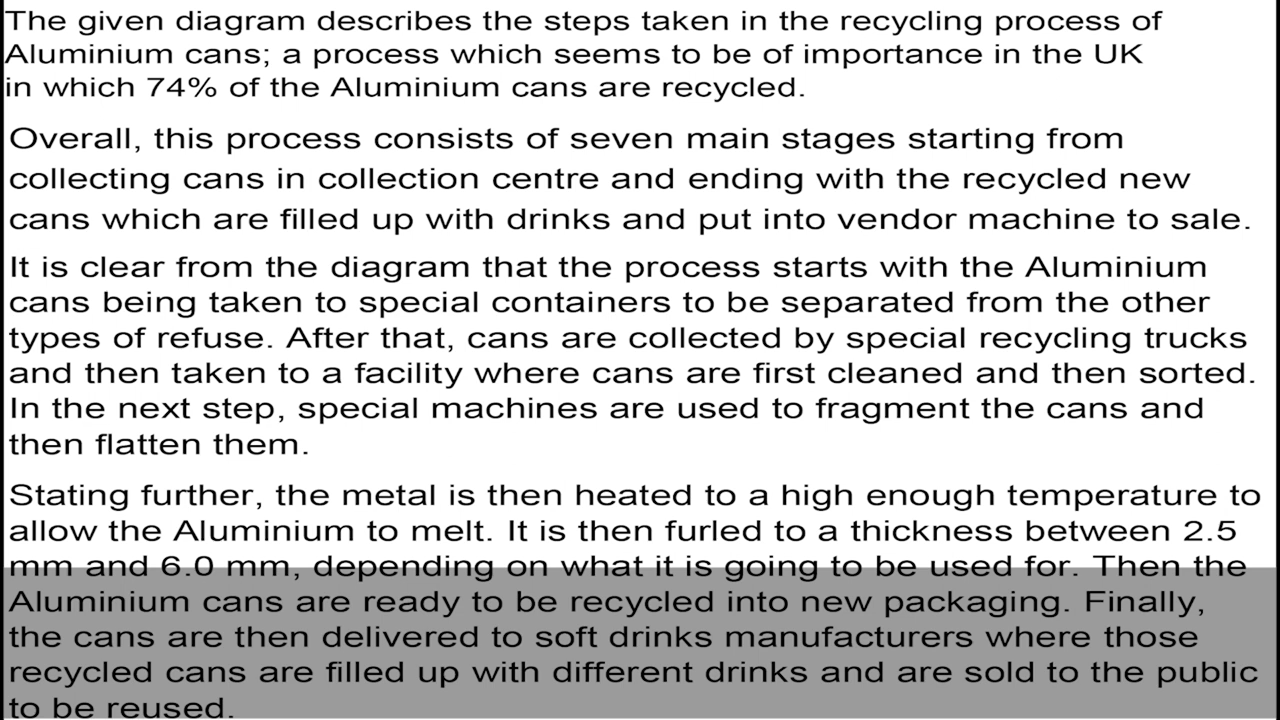 The given diagram describes the steps taken in the recycling process of
Aluminium cans; a process which seems to be of importance in the UK
in which 74% of the Aluminium cans are recycled.
Overall, this process consists of seven main stages starting from
collecting cans in collection centre and ending with the recycled new
cans which are filled up with drinks and put into vendor machine to sale.
It is clear from the diagram that the process starts with the Aluminium
cans being taken to special containers to be separated from the other
types of refuse. After that, cans are collected by special recycling trucks
and then taken to a facility where cans are first cleaned and then sorted.
In the next step, special machines are used to fragment the cans and
then flatten them.
Stating further, the metal is then heated to a high enough temperature to
allow the Aluminium to melt. It is then furled to a thickness between 2.5
mm and 6.0 mm, depending on what it is going to be used for. Then the
Aluminium cans are ready to be recycled into new packaging. Finally,
the cans are then delivered to soft drinks manufacturers where those
recycled cans are filled up with different drinks and are sold to the public
to be reused.